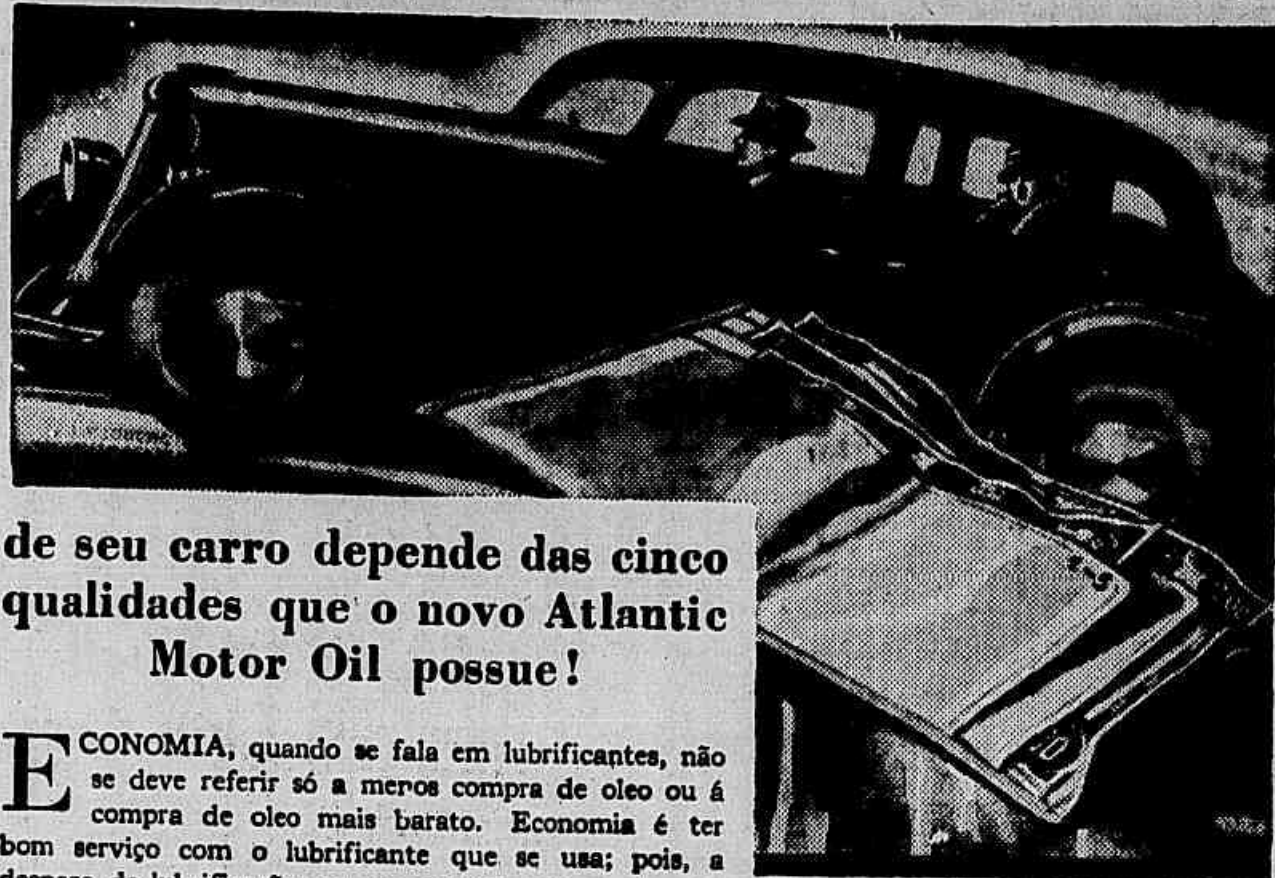 de seu carro depende das cinco
qualidades que o novo Atlantic
Motor Oil possue!
ECONOMIA, quando se fala em lubrificantes, não
se deve referir só a menos compra de oleo ou á
compra de oleo mais barato. Economia é ter
bom serviço com o lubrificante que se usa; pois, a